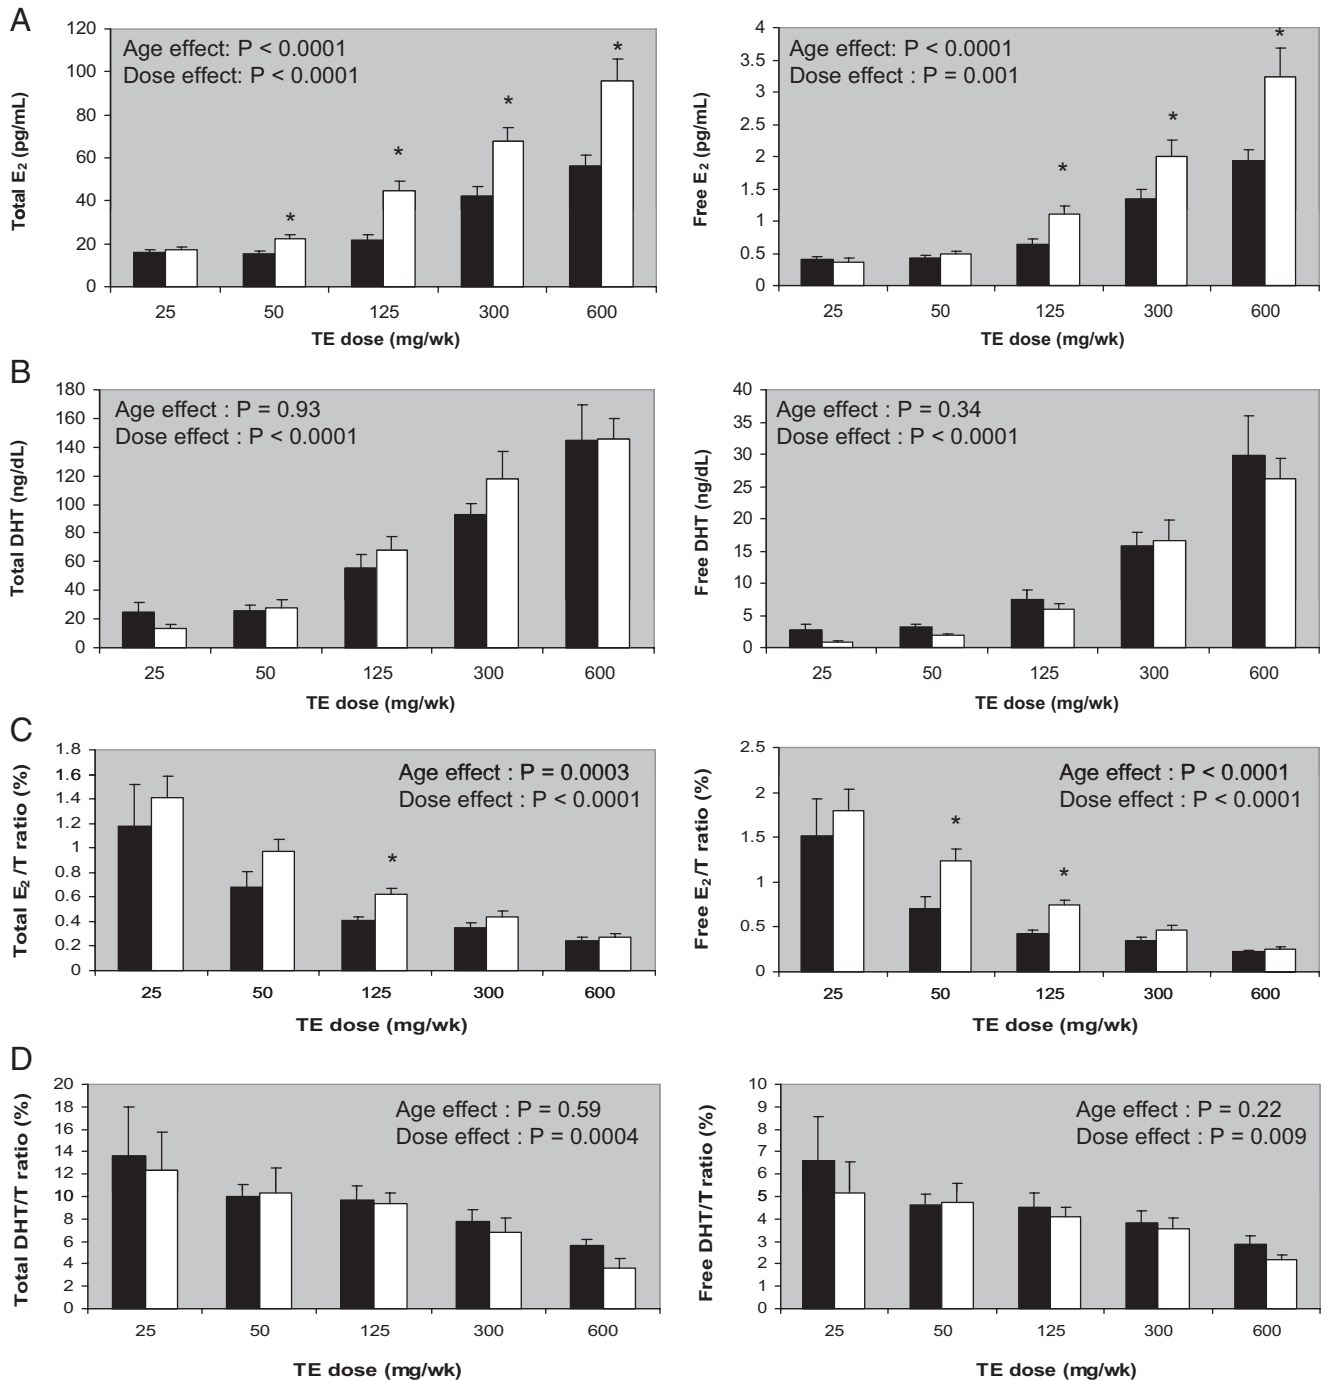 A
Total E2 (pg/mL)
120
100
80
60
40
20
0
Age effect: P < 0.0001
Dose effect: P < 0.0001
*
*
*
*
25 50 125 300 600
TE dose (mg/wk)
Free E2 (pg/mL)
4
3.5
3
2.5
2
1.5
1
0.5
0
Age effect: P < 0.0001
Dose effect : P = 0.001
*
*
*
25 50 125 300 600
TE dose (mg/wk)
B
Total DHT (ng/dL)
180
160
140
120
100
80
60
40
20
0
Age effect : P = 0.93
Dose effect : P < 0.0001
25 50 125 300 600
TE dose (mg/wk)
Free DHT (ng/dL)
40
35
30
25
20
15
10
5
0
Age effect : P = 0.34
Dose effect : P < 0.0001
25 50 125 300 600
TE dose (mg/wk)
C
Total E2 /T ratio (%)
1.8
1.6
1.4
1.2
1
0.8
0.6
0.4
0.2
0
Age effect : P = 0.0003
Dose effect : P < 0.0001
*
25 50 125 300 600
TE dose (mg/wk)
Free E2/T ratio (%)
2.5
2
1.5
1
0.5
0
Age effect : P < 0.0001
Dose effect : P < 0.0001
*
*
25 50 125 300 600
TE dose (mg/wk)
D
Total DHT/T ratio (%)
20
18
16
14
12
10
8
6
4
2
0
Age effect : P = 0.59
Dose effect : P = 0.0004
25 50 125 300 600
TE dose (mg/wk)
Free DHT/T ratio (%)
10
9
8
7
6
5
4
3
2
1
0
Age effect : P = 0.22
Dose effect : P = 0.009
25 50 125 300 600
TE dose (mg/wk)